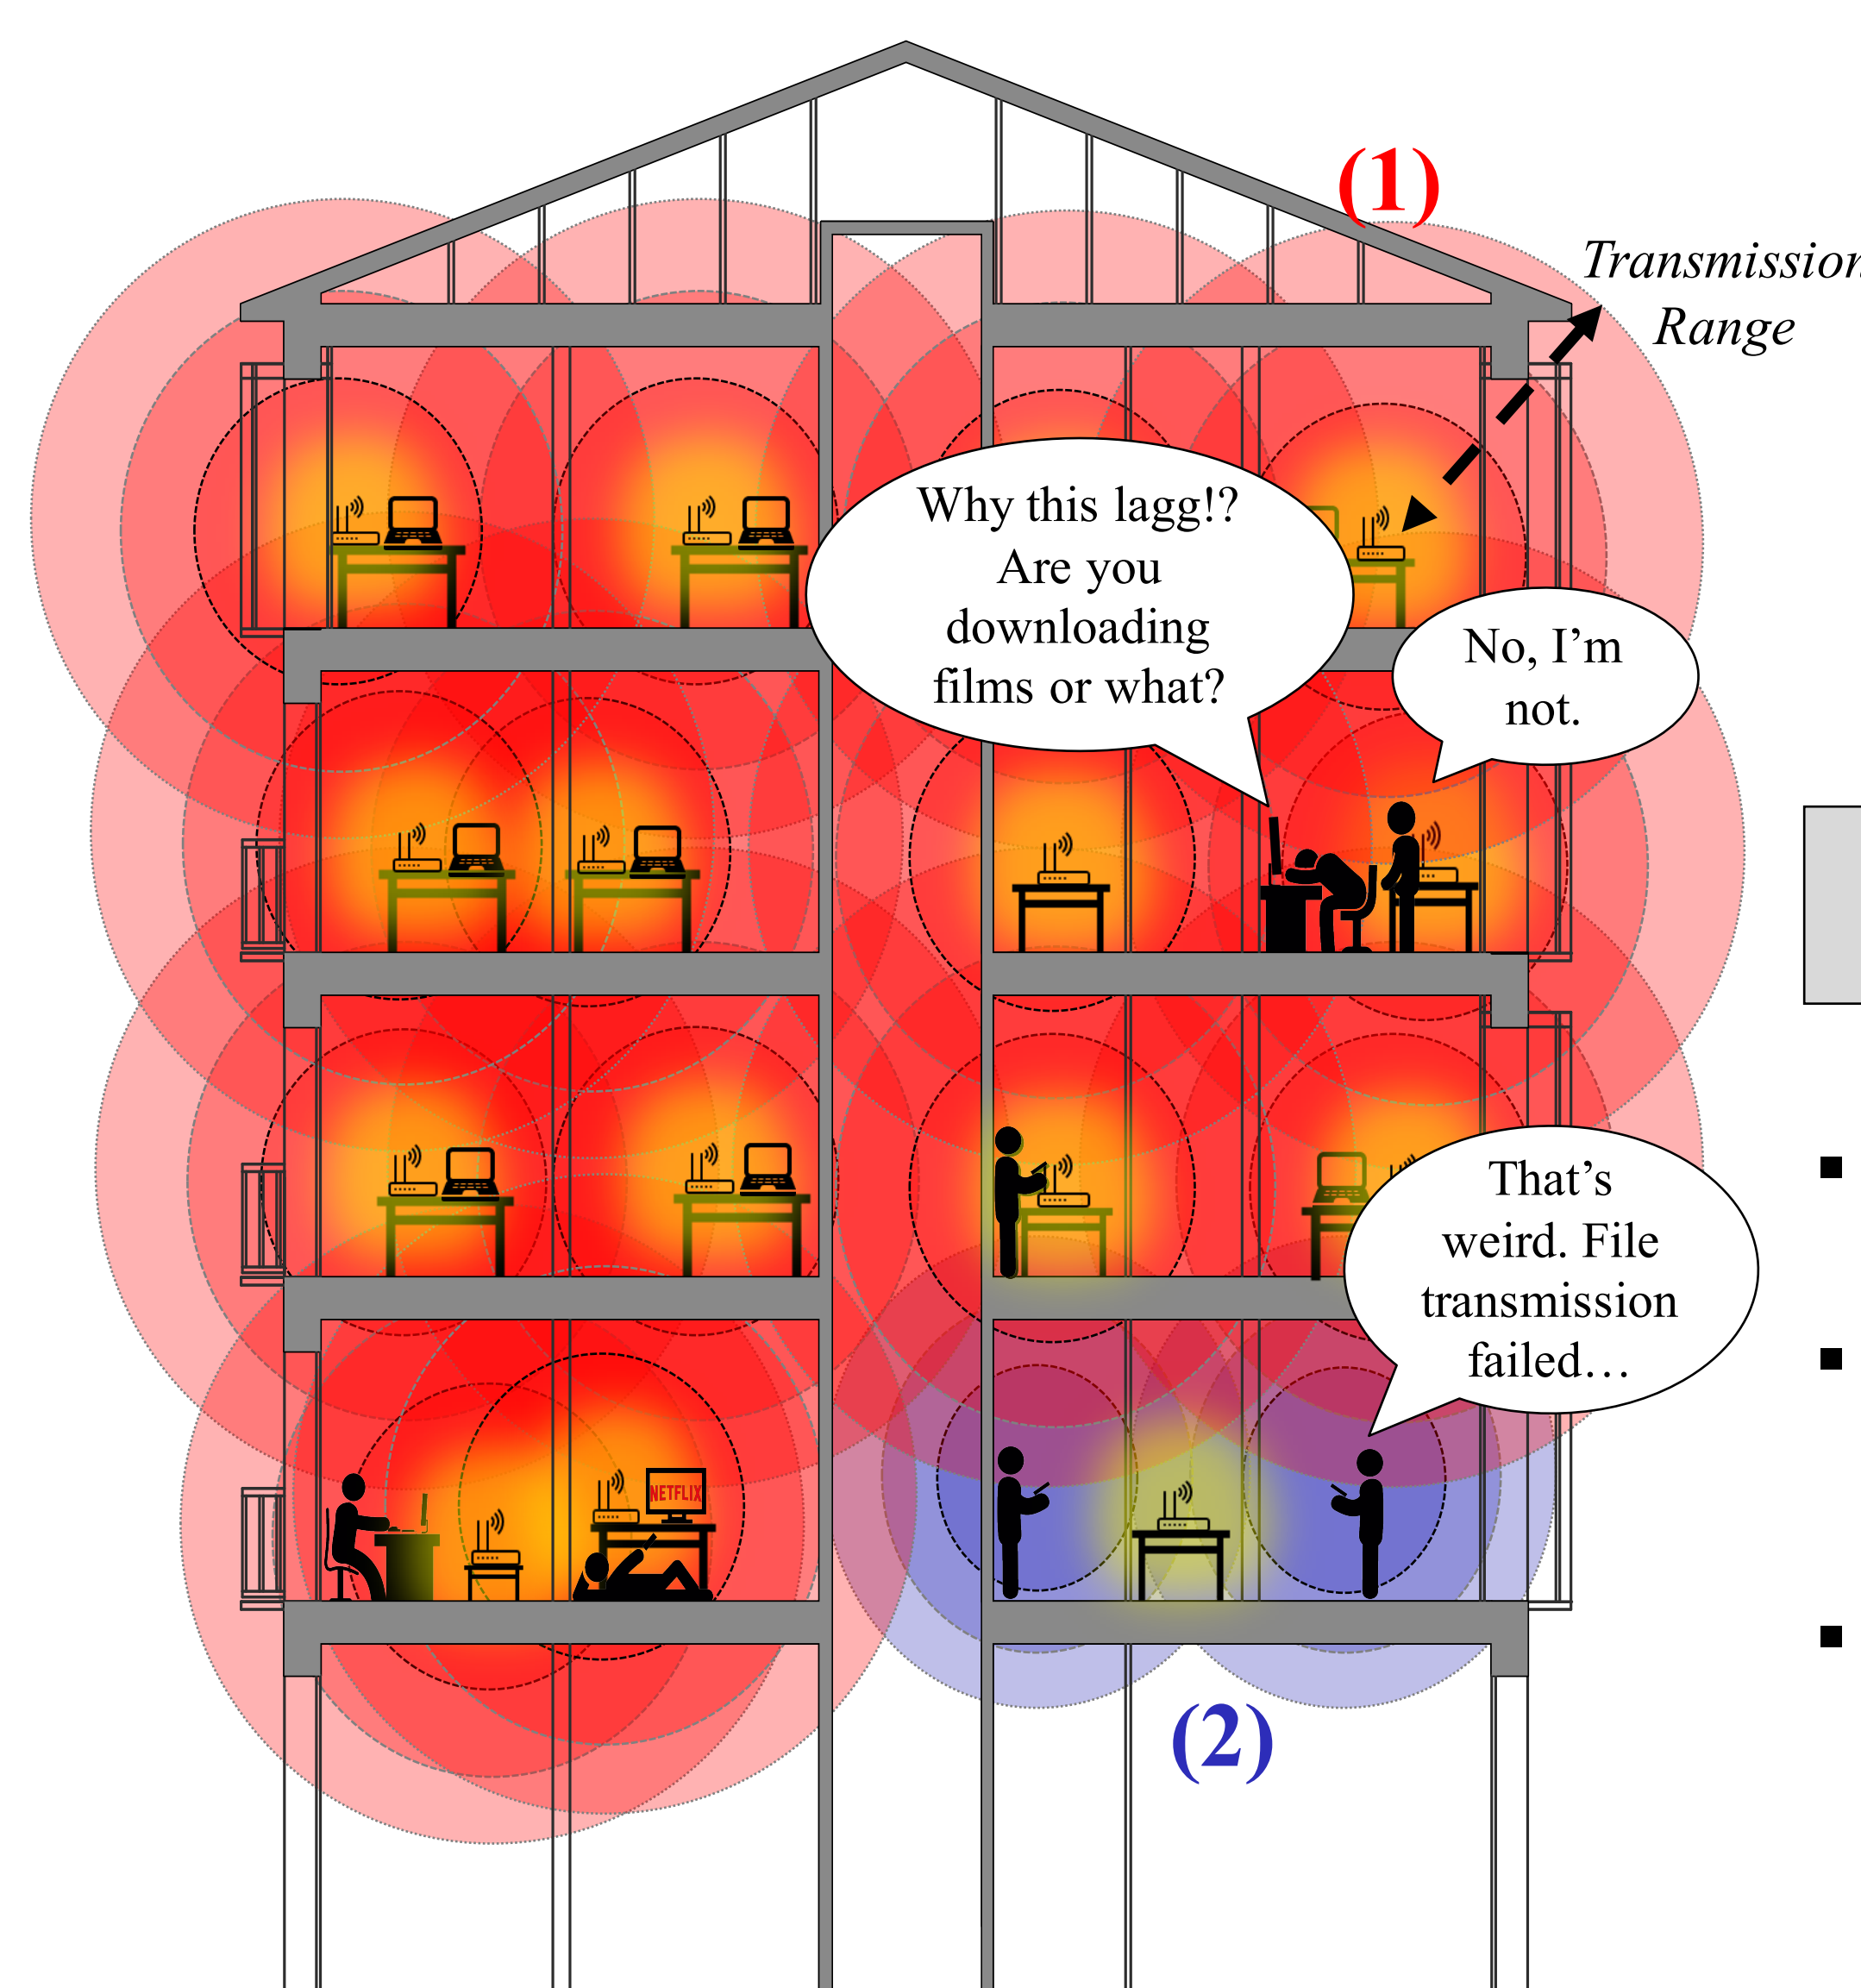 (1)
Transmission
Range
Why this lagg!?
Are you
downloading
films or what?
No, I’m
not.
That’s
weird. File
transmission
failed…
NETFLIX
(2)